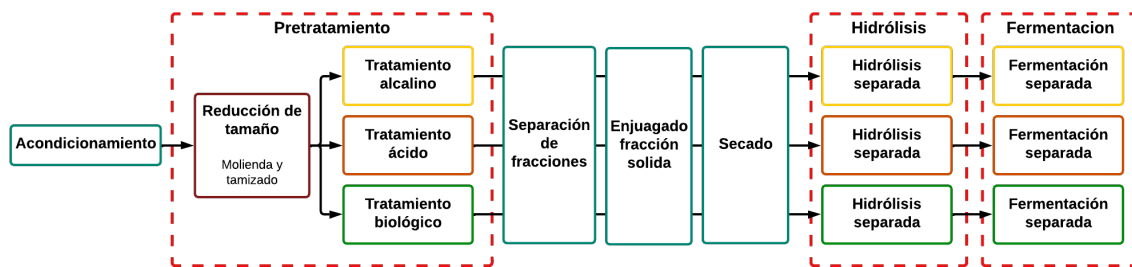 Pretratamiento
Hidrólisis
Fermentacion
Acondicionamiento
Reducción de
tamaño
Molienda y
tamizado
Tratamiento
alcalino
Tratamiento
ácido
Tratamiento
biológico
Separación
de
fracciones
Enjuagado
fracción
solida
Secado
Hidrólisis
separada
Hidrólisis
separada
Hidrólisis
separada
Fermentación
separada
Fermentación
separada
Fermentación
separada